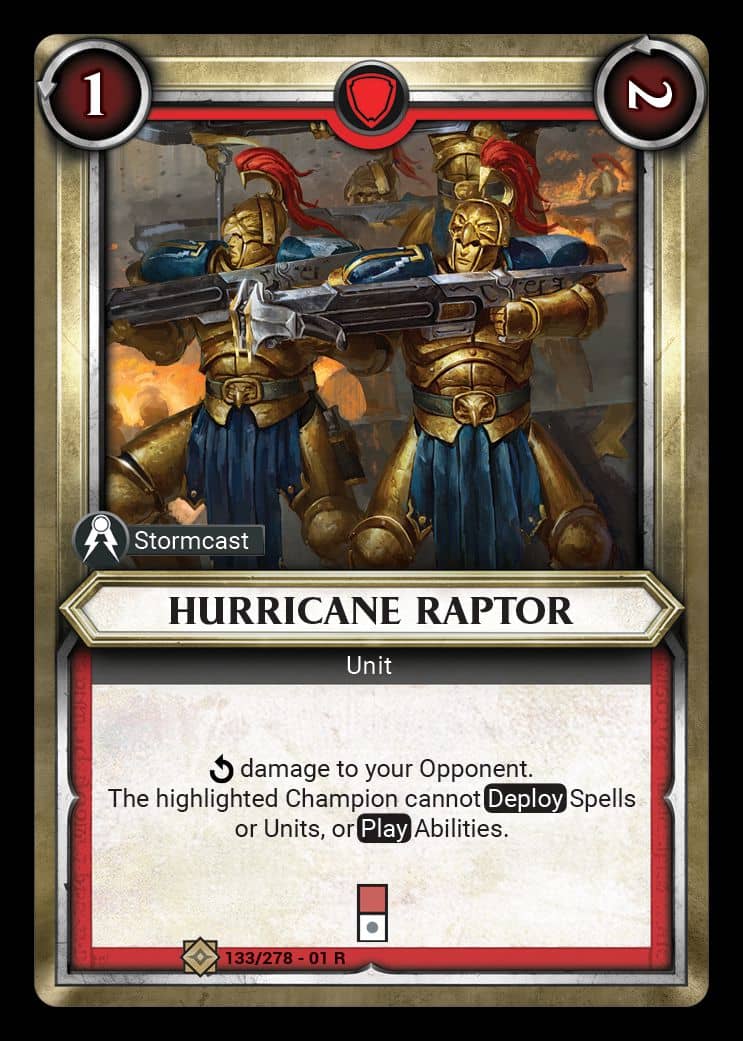 1
2
Stormcast
HURRICANE RAPTOR
Unit
damage to your Opponent.
The highlighted Champion cannot Deploy Spells
or Units, or Play Abilities.
133/278 - 01 R